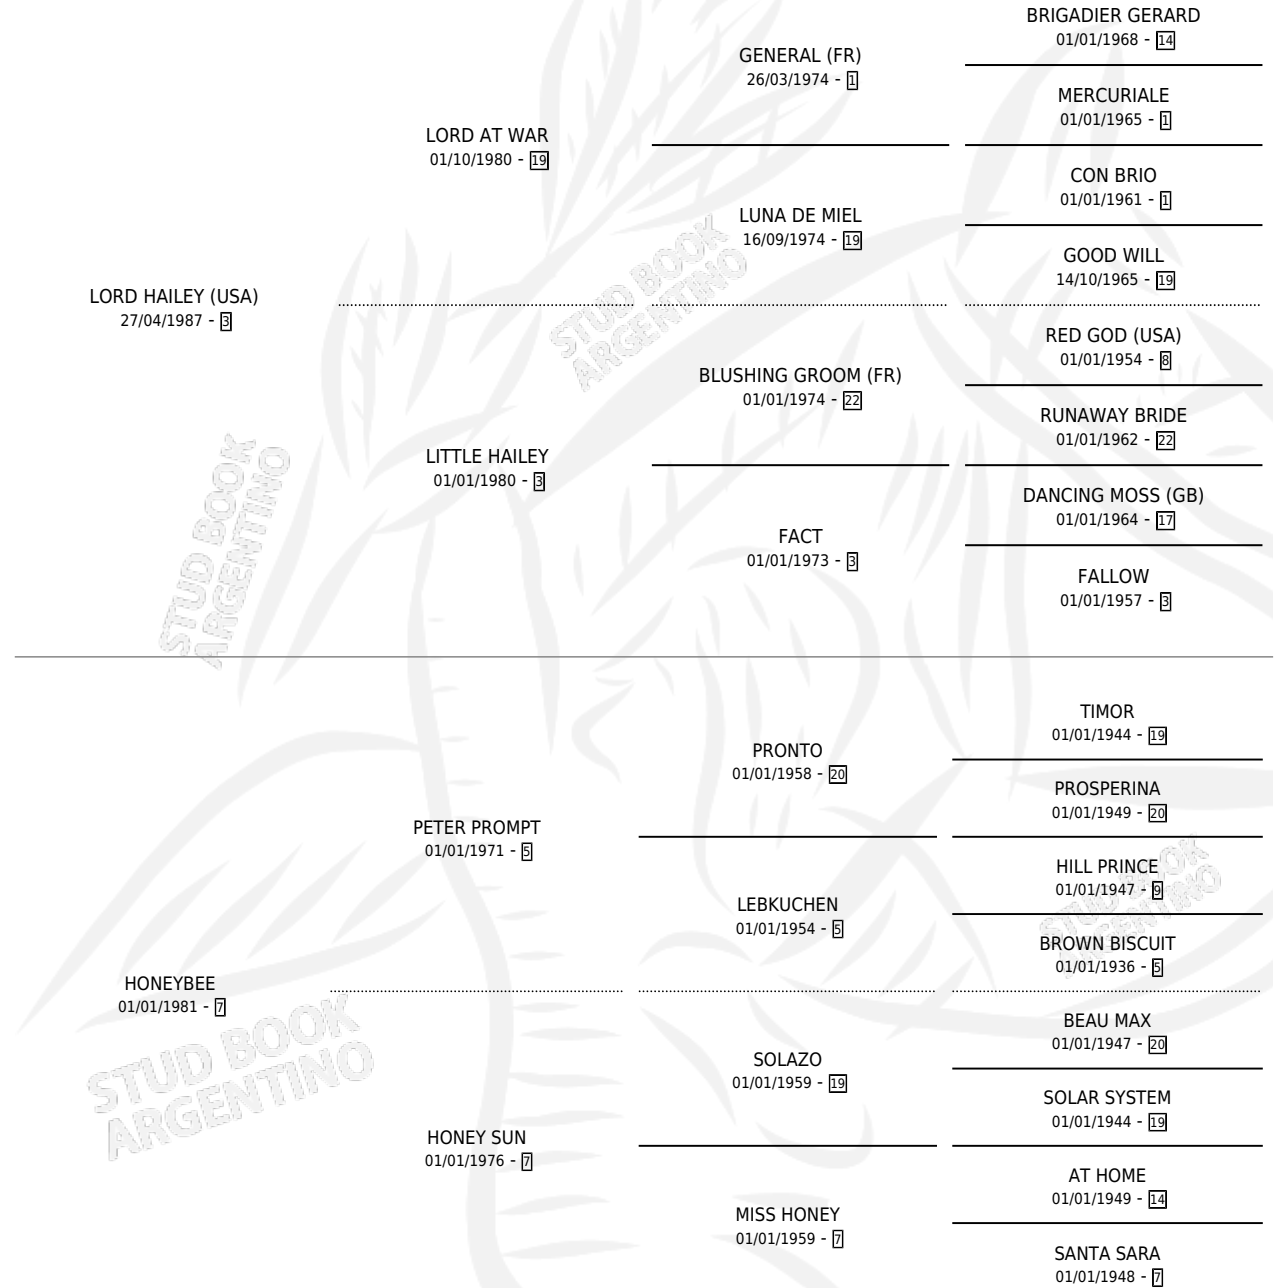 BRIGADIER GERARD
01/01/1968 - 14
GENERAL (FR)
26/03/1974 - 1
MERCURIALE
01/01/1965 - 1
LORD AT WAR
01/10/1980 - 19
CON BRIO
01/01/1961 - 1
LUNA DE MIEL
16/09/1974 - 19
GOOD WILL
14/10/1965 - 19
LORD HAILEY (USA)
27/04/1987 - 3
RED GOD (USA)
01/01/1954 - 8
BLUSHING GROOM (FR)
01/01/1974 - 22
RUNAWAY BRIDE
01/01/1962 - 22
LITTLE HAILEY
01/01/1980 - 3
DANCING MOSS (GB)
01/01/1964 - 17
FACT
01/01/1973 - 3
FALLOW
01/01/1957 - 3
TIMOR
01/01/1944 - 19
PRONTO
01/01/1958 - 20
PROSPERINA
01/01/1949 - 20
PETER PROMPT
01/01/1971 - 5
HILL PRINCE
01/01/1947 - 9
LEBKUCHEN
01/01/1954 - 5
BROWN BISCUIT
01/01/1936 - 5
HONEYBEE
01/01/1981 - 7
BEAU MAX
01/01/1947 - 20
SOLAZO
01/01/1959 - 19
SOLAR SYSTEM
01/01/1944 - 19
HONEY SUN
01/01/1976 - 7
AT HOME
01/01/1949 - 14
MISS HONEY
01/01/1959 - 7
SANTA SARA
01/01/1948 - 7
STUD BOOK
ARGENTINO
STUD BOOK
ARGENTINO
STUD BOOK
ARGENTINO
STUD BOOK
ARGENTINO